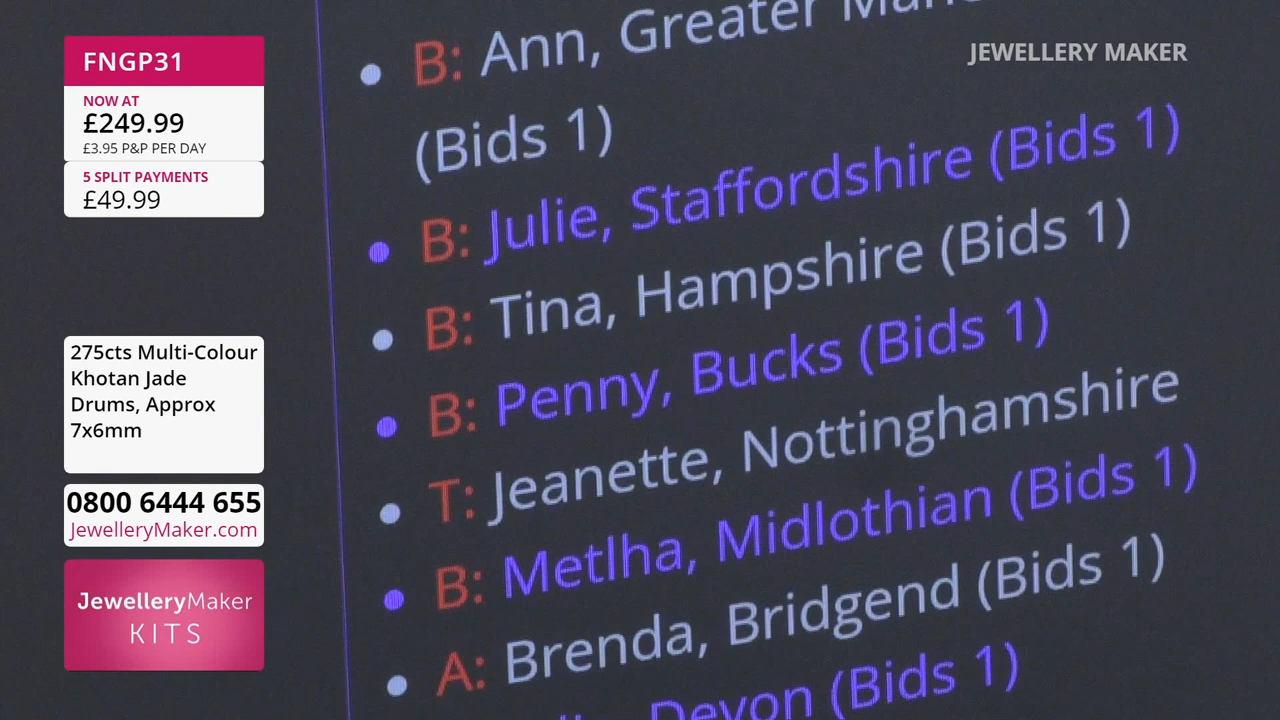 FNGP31
NOW AT
£249.99
£3.95 P&P PER DAY
5 SPLIT PAYMENTS
£49.99
275cts Multi-Colour
Khotan Jade
Drums, Approx
7x6mm
0800 6444 655
JewelleryMaker.com
JewelleryMaker
KITS
JEWELLERY MAKER
B: Ann, Greater
(Bids 1)
B: Julie, Staffordshire (Bids 1)
B: Tina, Hampshire (Bids 1)
B: Penny, Bucks (Bids 1)
T: Jeanette, Nottinghamshire
B: Metlha, Midlothian (Bids 1)
A: Brenda, Bridgend (Bids 1)
Devon (Bids 1)